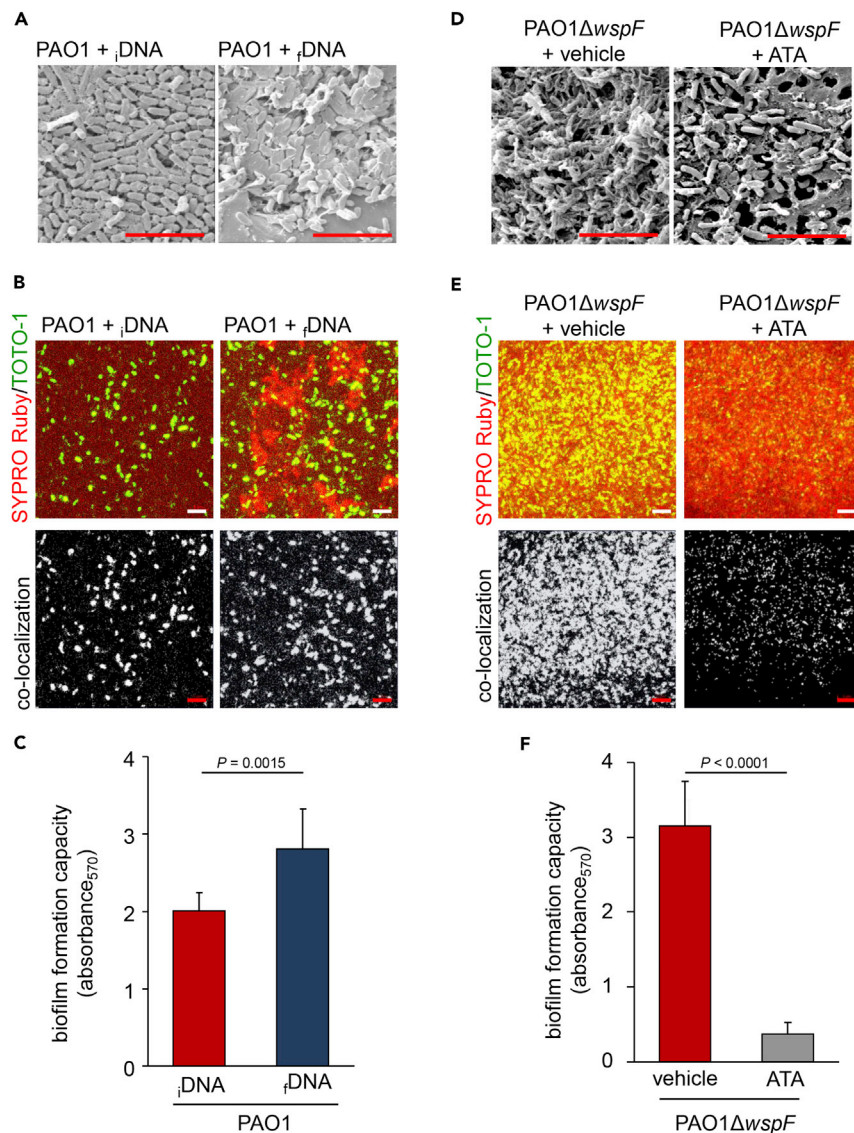 A
PAO1 + iDNA
PAO1 + fDNA
B
PAO1 + iDNA
PAO1 + fDNA
SYPRO Ruby/TOTO-1
co-localization
C
biofilm formation capacity
(absorbance570)
4
3
2
1
0
P = 0.0015
iDNA
fDNA
PAO1
D
PAO1ΔwspF
+ vehicle
PAO1ΔwspF
+ ATA
E
PAO1ΔwspF
+ vehicle
PAO1ΔwspF
+ ATA
SYPRO Ruby/TOTO-1
co-localization
F
biofilm formation capacity
(absorbance570)
4
3
2
1
0
P < 0.0001
vehicle
ATA
PAO1ΔwspF